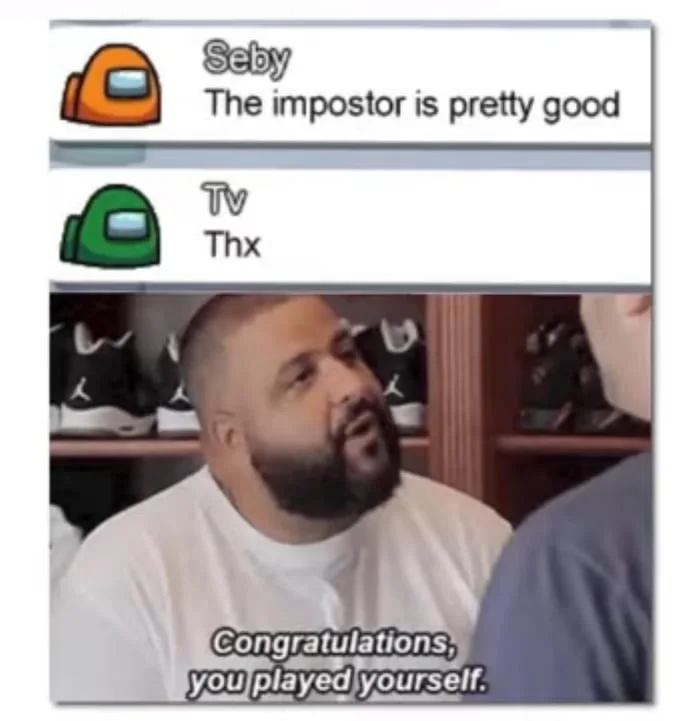 Seby
The impostor is pretty good
Tv
Thx
Congratulations,
you played yourself.